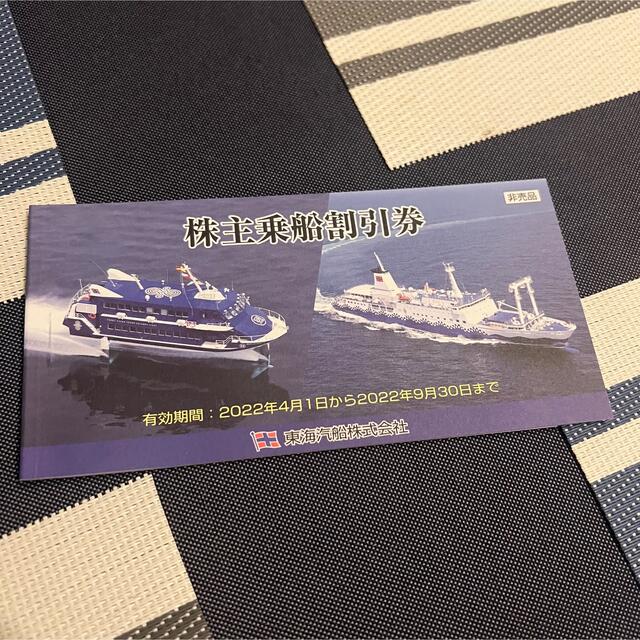 非売品
株主乗船割引券
有効期間：2022年4月1日から2022年9月30日まで
東海汽船株式会社